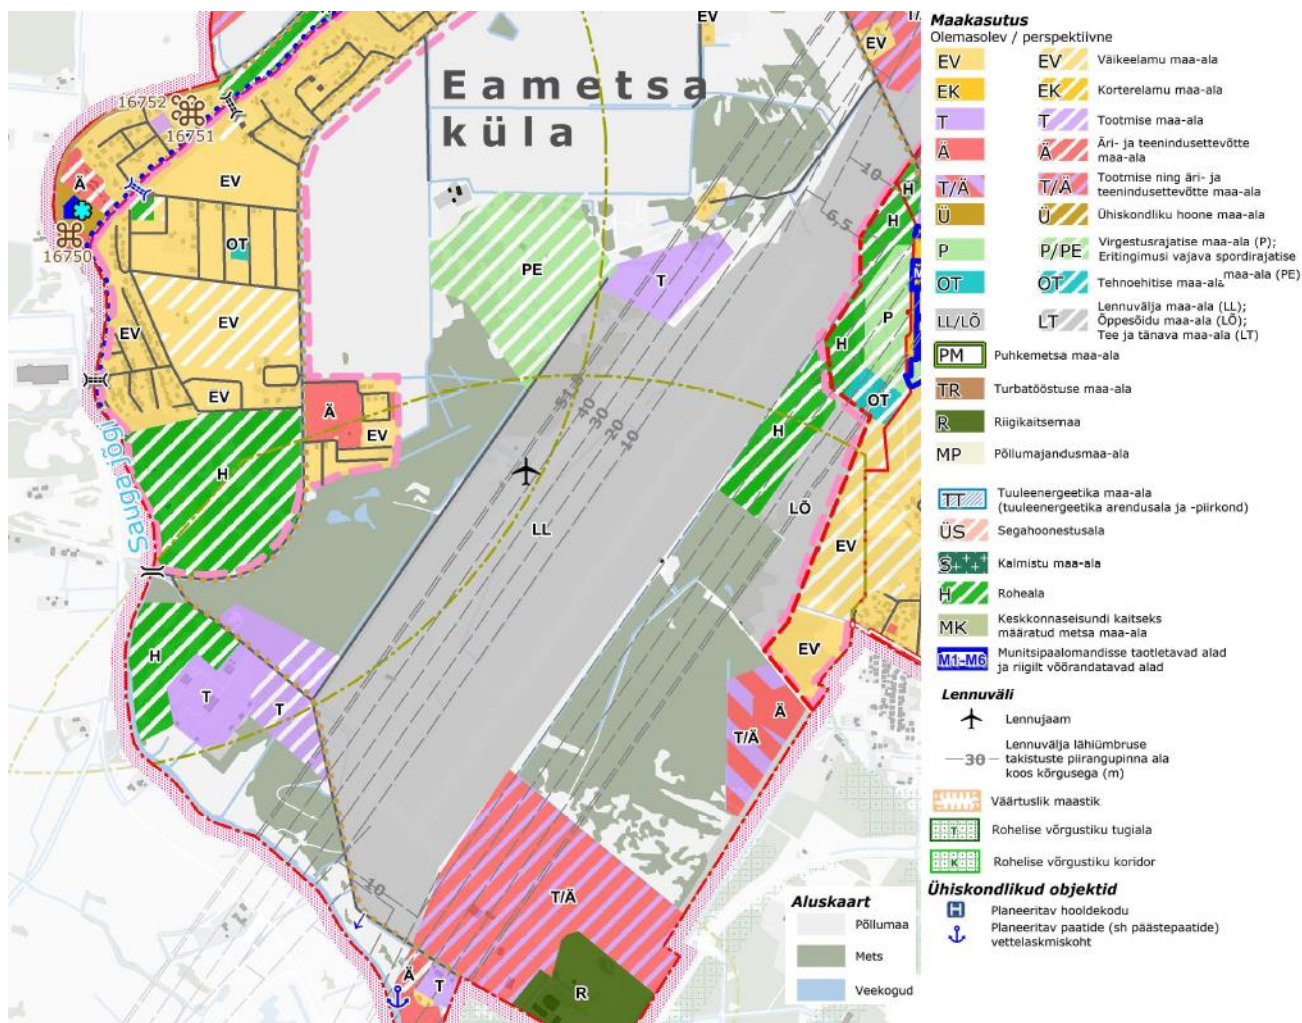 Eametsa
küla
EV
T/Ä
EV
16752
16751
EV
Ä
16750
OT
PE
T
10
6,5
H
H
P
EV
EV
EV
Ä
EV
H
OT
H
51,8
40
30
20
10
H
LL
LÕ
EV
Sauga jõgi
H
T
T
EV
Ä
T/Ä
10
T/Ä
Ä
T
R
Maakasutus
Olemasolev / perspektiivne
EV EV Väikeelamu maa-ala
EK EK Korterelamu maa-ala
T T Tootmise maa-ala
Ä Ä Äri- ja teenindusettevõtte
maa-ala
T/Ä T/Ä Tootmise ning äri- ja
teenindusettevõtte maa-ala
Ü Ü Ühiskondliku hoone maa-ala
P P/PE Virgestusrajatise maa-ala (P);
Eritingimusi vajava spordirajatise
maa-ala (PE)
OT OT Tehnoehitise maa-ala
LL/LÕ LT Lennuvälja maa-ala (LL);
Õppesõidu maa-ala (LÕ);
Tee ja tänava maa-ala (LT)
PM Puhkemetsa maa-ala
TR Turbatööstuse maa-ala
R Riigikaitsemaa
MP Põllumajandusmaa-ala
TT Tuuleenergeetika maa-ala
(tuuleenergeetika arendusala ja -piirkond)
ÜS Segahoonestusala
S Kalmistu maa-ala
H Roheala
MK Keskkonnaseisundi kaitseks
määratud metsa maa-ala
M1-M6 Munitsipaalomandisse taotletavad alad
ja riigilt võõrandatavad alad
Lennuväli
Lennujaam
30 Lennuvälja lähiümbruse
takistuste piirangupinna ala
koos kõrgusega (m)
Väärtuslik maastik
T Rohelise võrgustiku tugiala
K Rohelise võrgustiku koridor
Ühiskondlikud objektid
H Planeeritav hooldekodu
Planeeritav paatide (sh päästepaatide)
vettelaskmiskoht
Aluskaart
Põllumaa
Mets
Veekogud